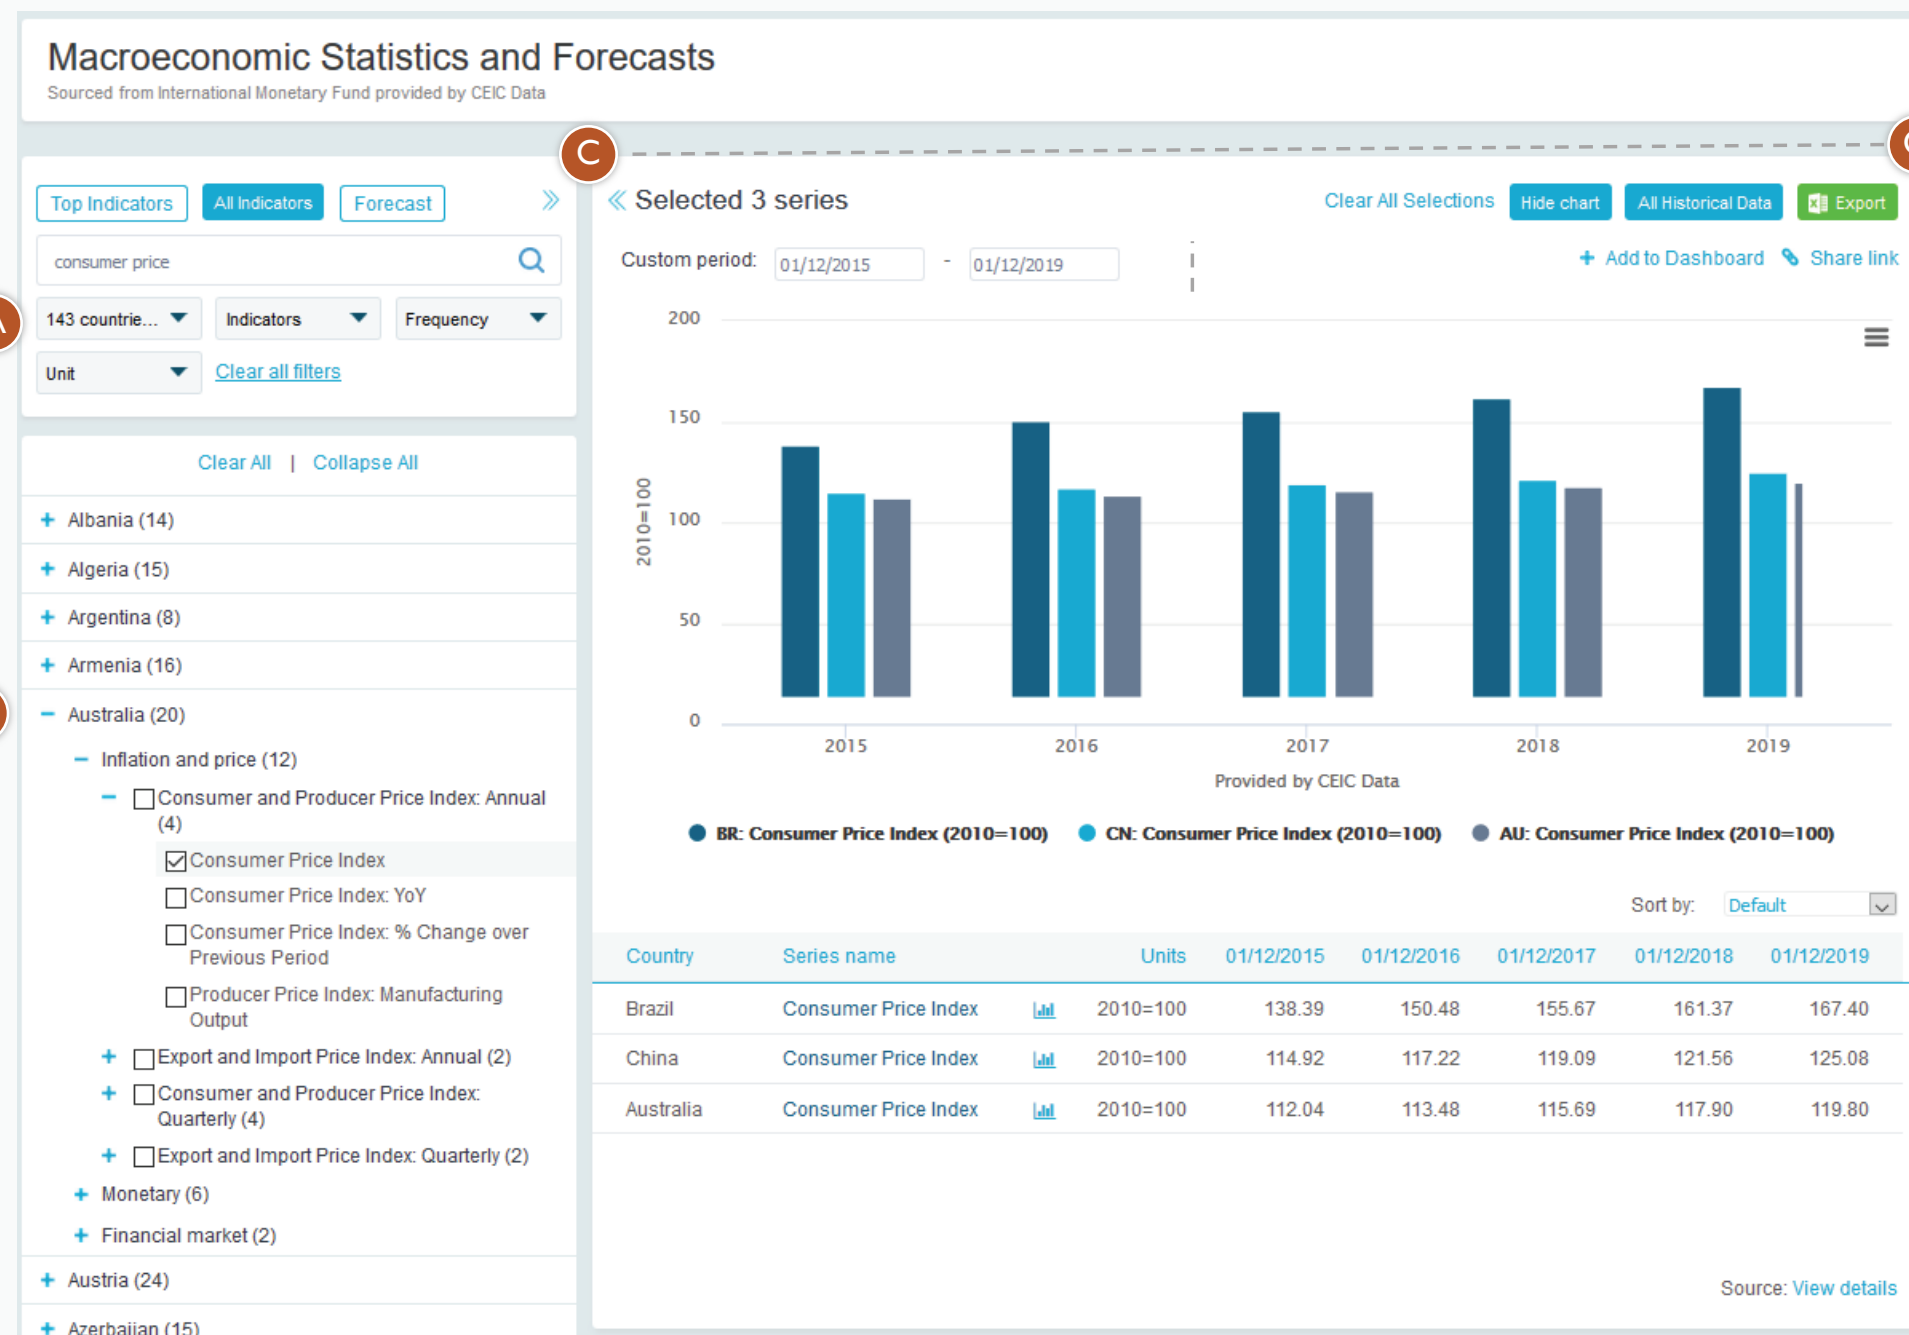 Macroeconomic Statistics and Forecasts
Sourced from International Monetary Fund provided by CEIC Data
C
Top Indicators
All Indicators
Forecast
consumer price
143 countrie...
Indicators
Frequency
Unit
Clear all filters
Clear All | Collapse All
Albania (14)
Algeria (15)
Argentina (8)
Armenia (16)
Australia (20)
Inflation and price (12)
Consumer and Producer Price Index: Annual
(4)
Consumer Price Index
Consumer Price Index: YoY
Consumer Price Index: % Change over
Previous Period
Producer Price Index: Manufacturing
Output
Export and Import Price Index: Annual (2)
Consumer and Producer Price Index:
Quarterly (4)
Export and Import Price Index: Quarterly (2)
Monetary (6)
Financial market (2)
Austria (24)
Azerbaijan (15)
Selected 3 series
Clear All Selections
Hide chart
All Historical Data
Export
Custom period: 01/12/2015 - 01/12/2019
+ Add to Dashboard
Share link
200
150
100
50
0
2010=100
2015 2016 2017 2018 2019
Provided by CEIC Data
BR: Consumer Price Index (2010=100) CN: Consumer Price Index (2010=100) AU: Consumer Price Index (2010=100)
Sort by: Default
Country Series name Units 01/12/2015 01/12/2016 01/12/2017 01/12/2018 01/12/2019
Brazil Consumer Price Index 2010=100 138.39 150.48 155.67 161.37 167.40
China Consumer Price Index 2010=100 114.92 117.22 119.09 121.56 125.08
Australia Consumer Price Index 2010=100 112.04 113.48 115.69 117.90 119.80
Source: View details